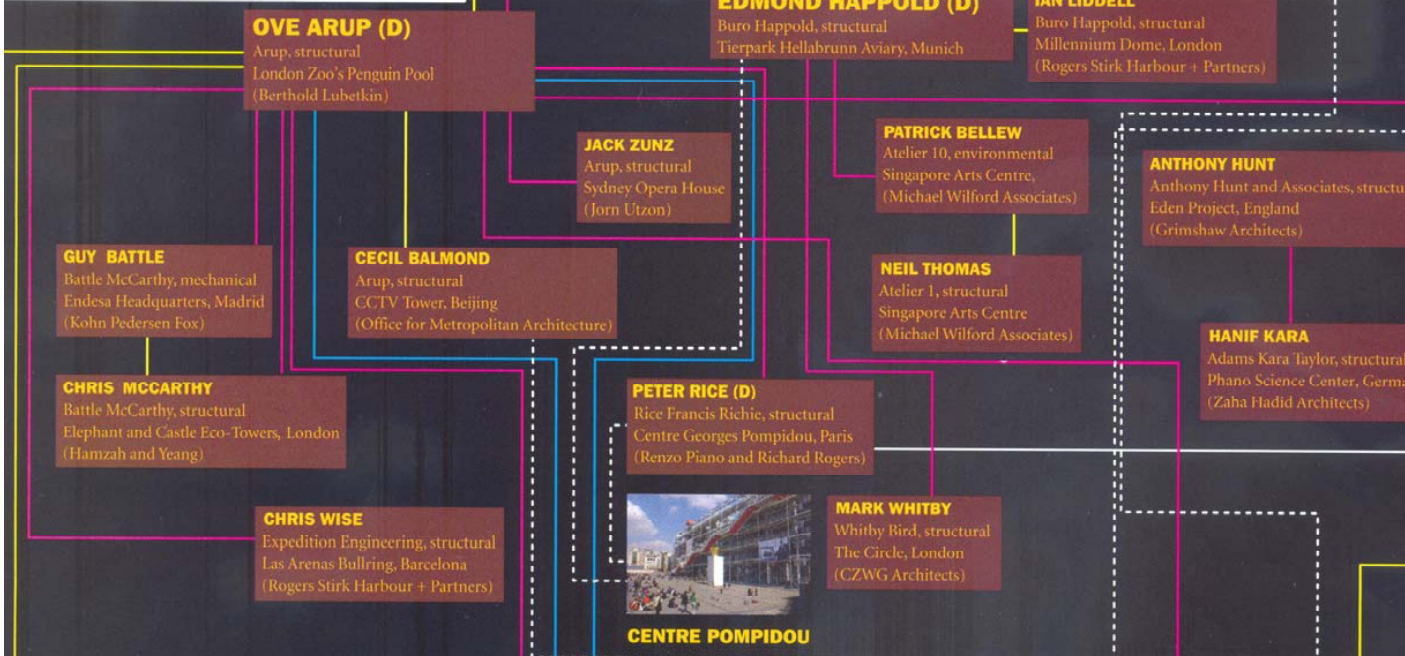 OVE ARUP (D)
Arup, structural
London Zoo's Penguin Pool
(Berthold Lubetkin)
EDMOND HAPPOLD (D)
Buro Happold, structural
Tierpark Hellabrunn Aviary, Munich
IAN LIDDELL
Buro Happold, structural
Millennium Dome, London
(Rogers Stirk Harbour + Partners)
JACK ZUNZ
Arup, structural
Sydney Opera House
(Jorn Utzon)
PATRICK BELLEW
Atelier 10, environmental
Singapore Arts Centre,
(Michael Wilford Associates)
ANTHONY HUNT
Anthony Hunt and Associates, structu
Eden Project, England
(Grimshaw Architects)
GUY BATTLE
Battle McCarthy, mechanical
Endesa Headquarters, Madrid
(Kohn Pedersen Fox)
CECIL BALMOND
Arup, structural
CCTV Tower, Beijing
(Office for Metropolitan Architecture)
NEIL THOMAS
Atelier 1, structural
Singapore Arts Centre
(Michael Wilford Associates)
HANIF KARA
Adams Kara Taylor, structural
Phano Science Center, Germa
(Zaha Hadid Architects)
CHRIS MCCARTHY
Battle McCarthy, structural
Elephant and Castle Eco-Towers, London
(Hamzah and Yeang)
PETER RICE (D)
Rice Francis Richie, structural
Centre Georges Pompidou, Paris
(Renzo Piano and Richard Rogers)
CHRIS WISE
Expedition Engineering, structural
Las Arenas Bullring, Barcelona
(Rogers Stirk Harbour + Partners)
MARK WHITBY
Whitby Bird, structural
The Circle, London
(CZWG Architects)
CENTRE POMPIDOU